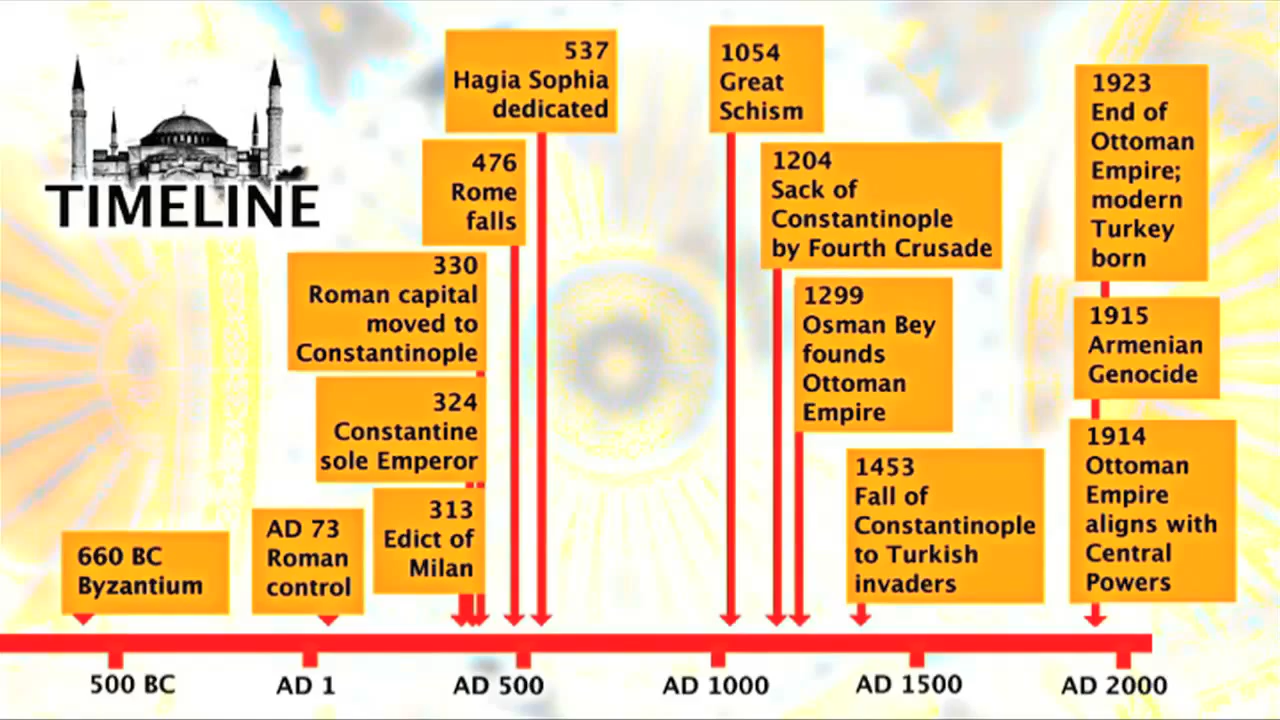 TIMELINE
660 BC
Byzantium
AD 73
Roman
control
313
Edict of
Milan
324
Constantine
sole Emperor
330
Roman capital
moved to
Constantinople
476
Rome
falls
537
Hagia Sophia
dedicated
1054
Great
Schism
1204
Sack of
Constantinople
by Fourth Crusade
1299
Osman Bey
founds
Ottoman
Empire
1453
Fall of
Constantinople
to Turkish
invaders
1923
End of
Ottoman
Empire;
modern
Turkey
born
1915
Armenian
Genocide
1914
Ottoman
Empire
aligns with
Central
Powers
500 BC
AD 1
AD 500
AD 1000
AD 1500
AD 2000